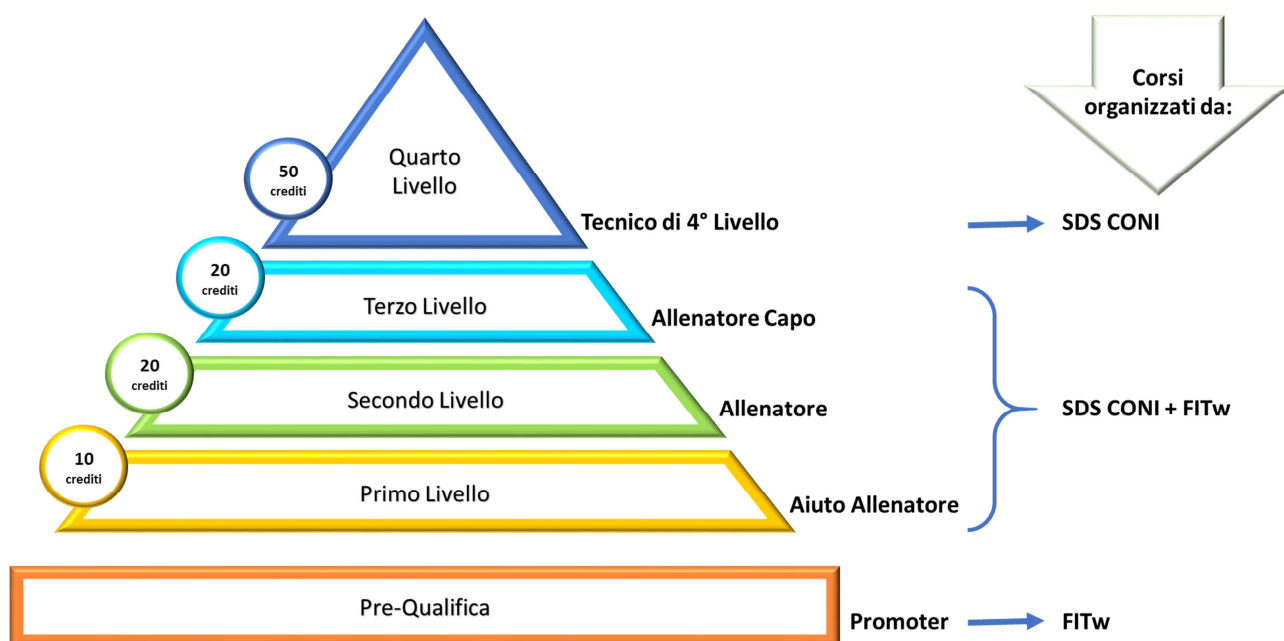 Corsi
organizzati da:
50
crediti
Quarto
Livello
Tecnico di 4° Livello
SDS CONI
20
crediti
Terzo Livello
Allenatore Capo
20
crediti
Secondo Livello
Allenatore
SDS CONI + FITw
10
crediti
Primo Livello
Aiuto Allenatore
Pre-Qualifica
Promoter
FITw